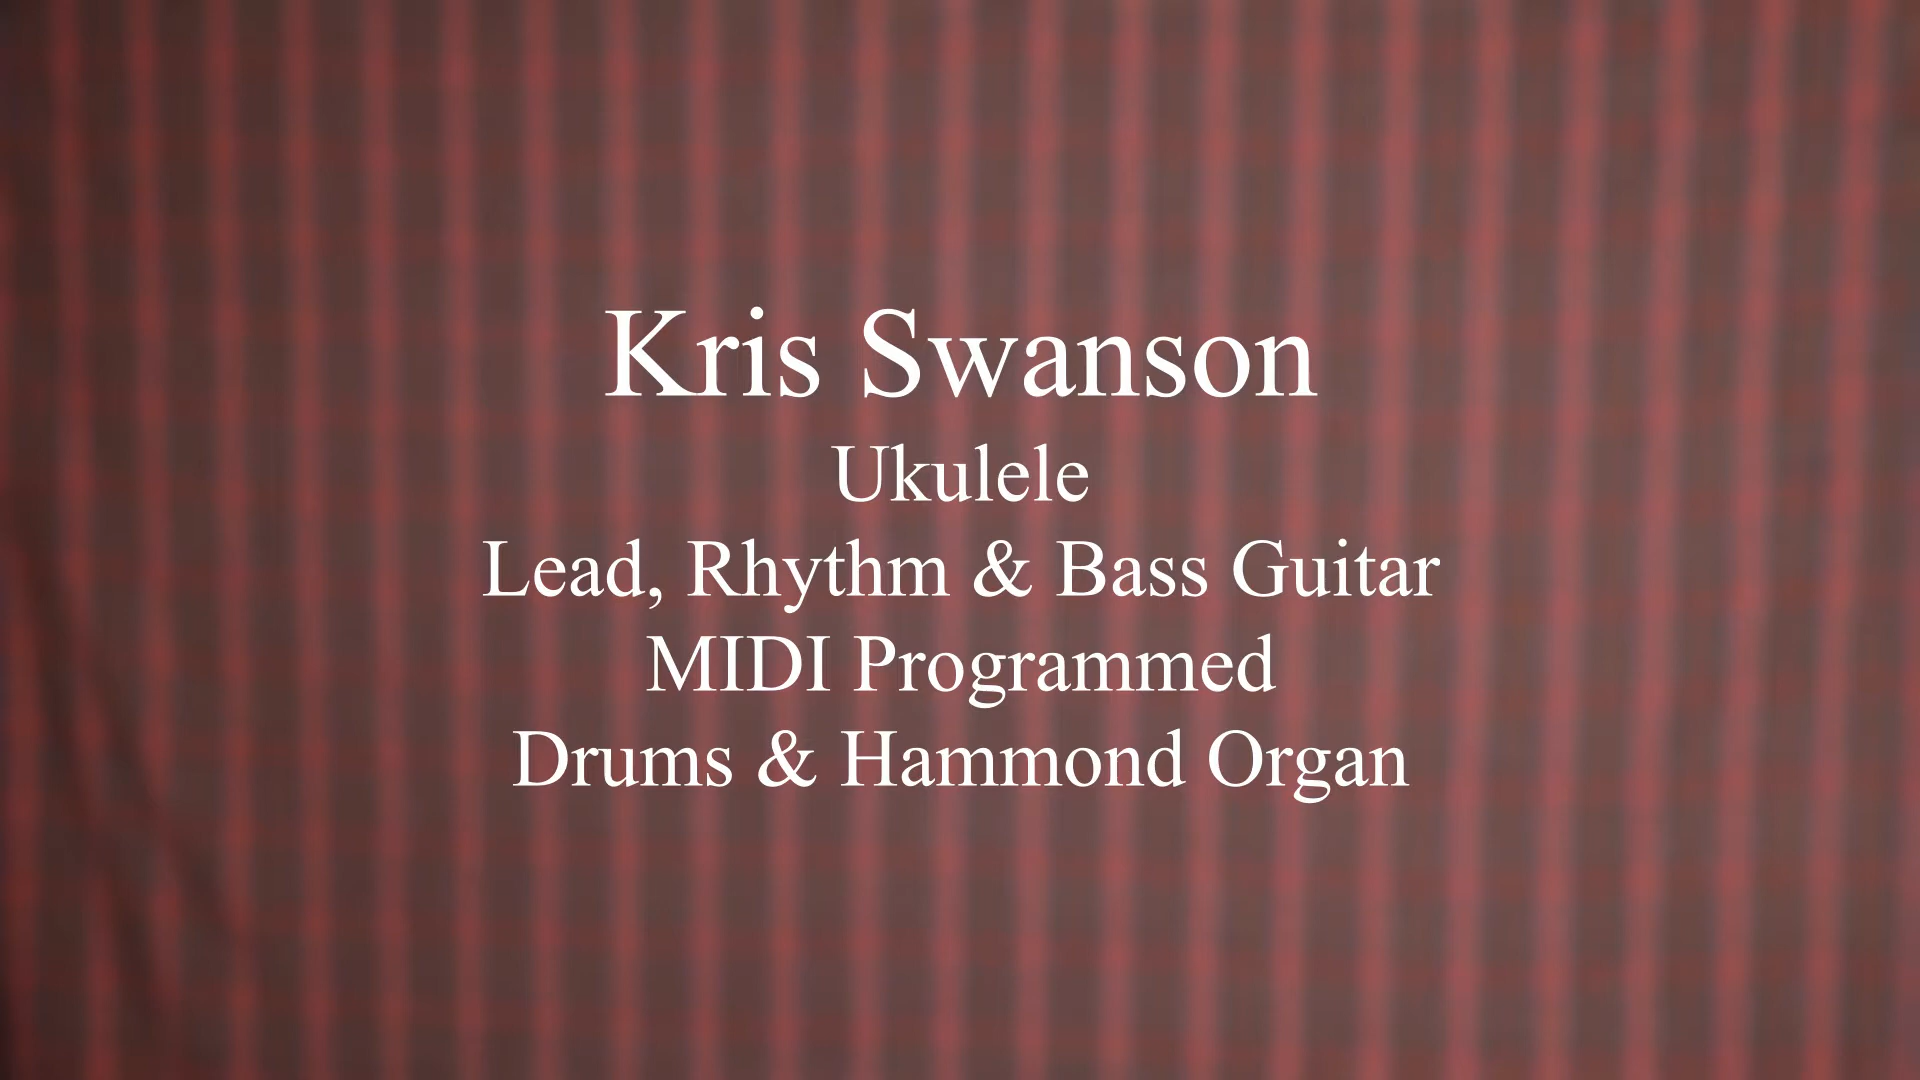 Kris Swanson
Ukulele
Lead, Rhythm & Bass Guitar
MIDI Programmed
Drums & Hammond Organ